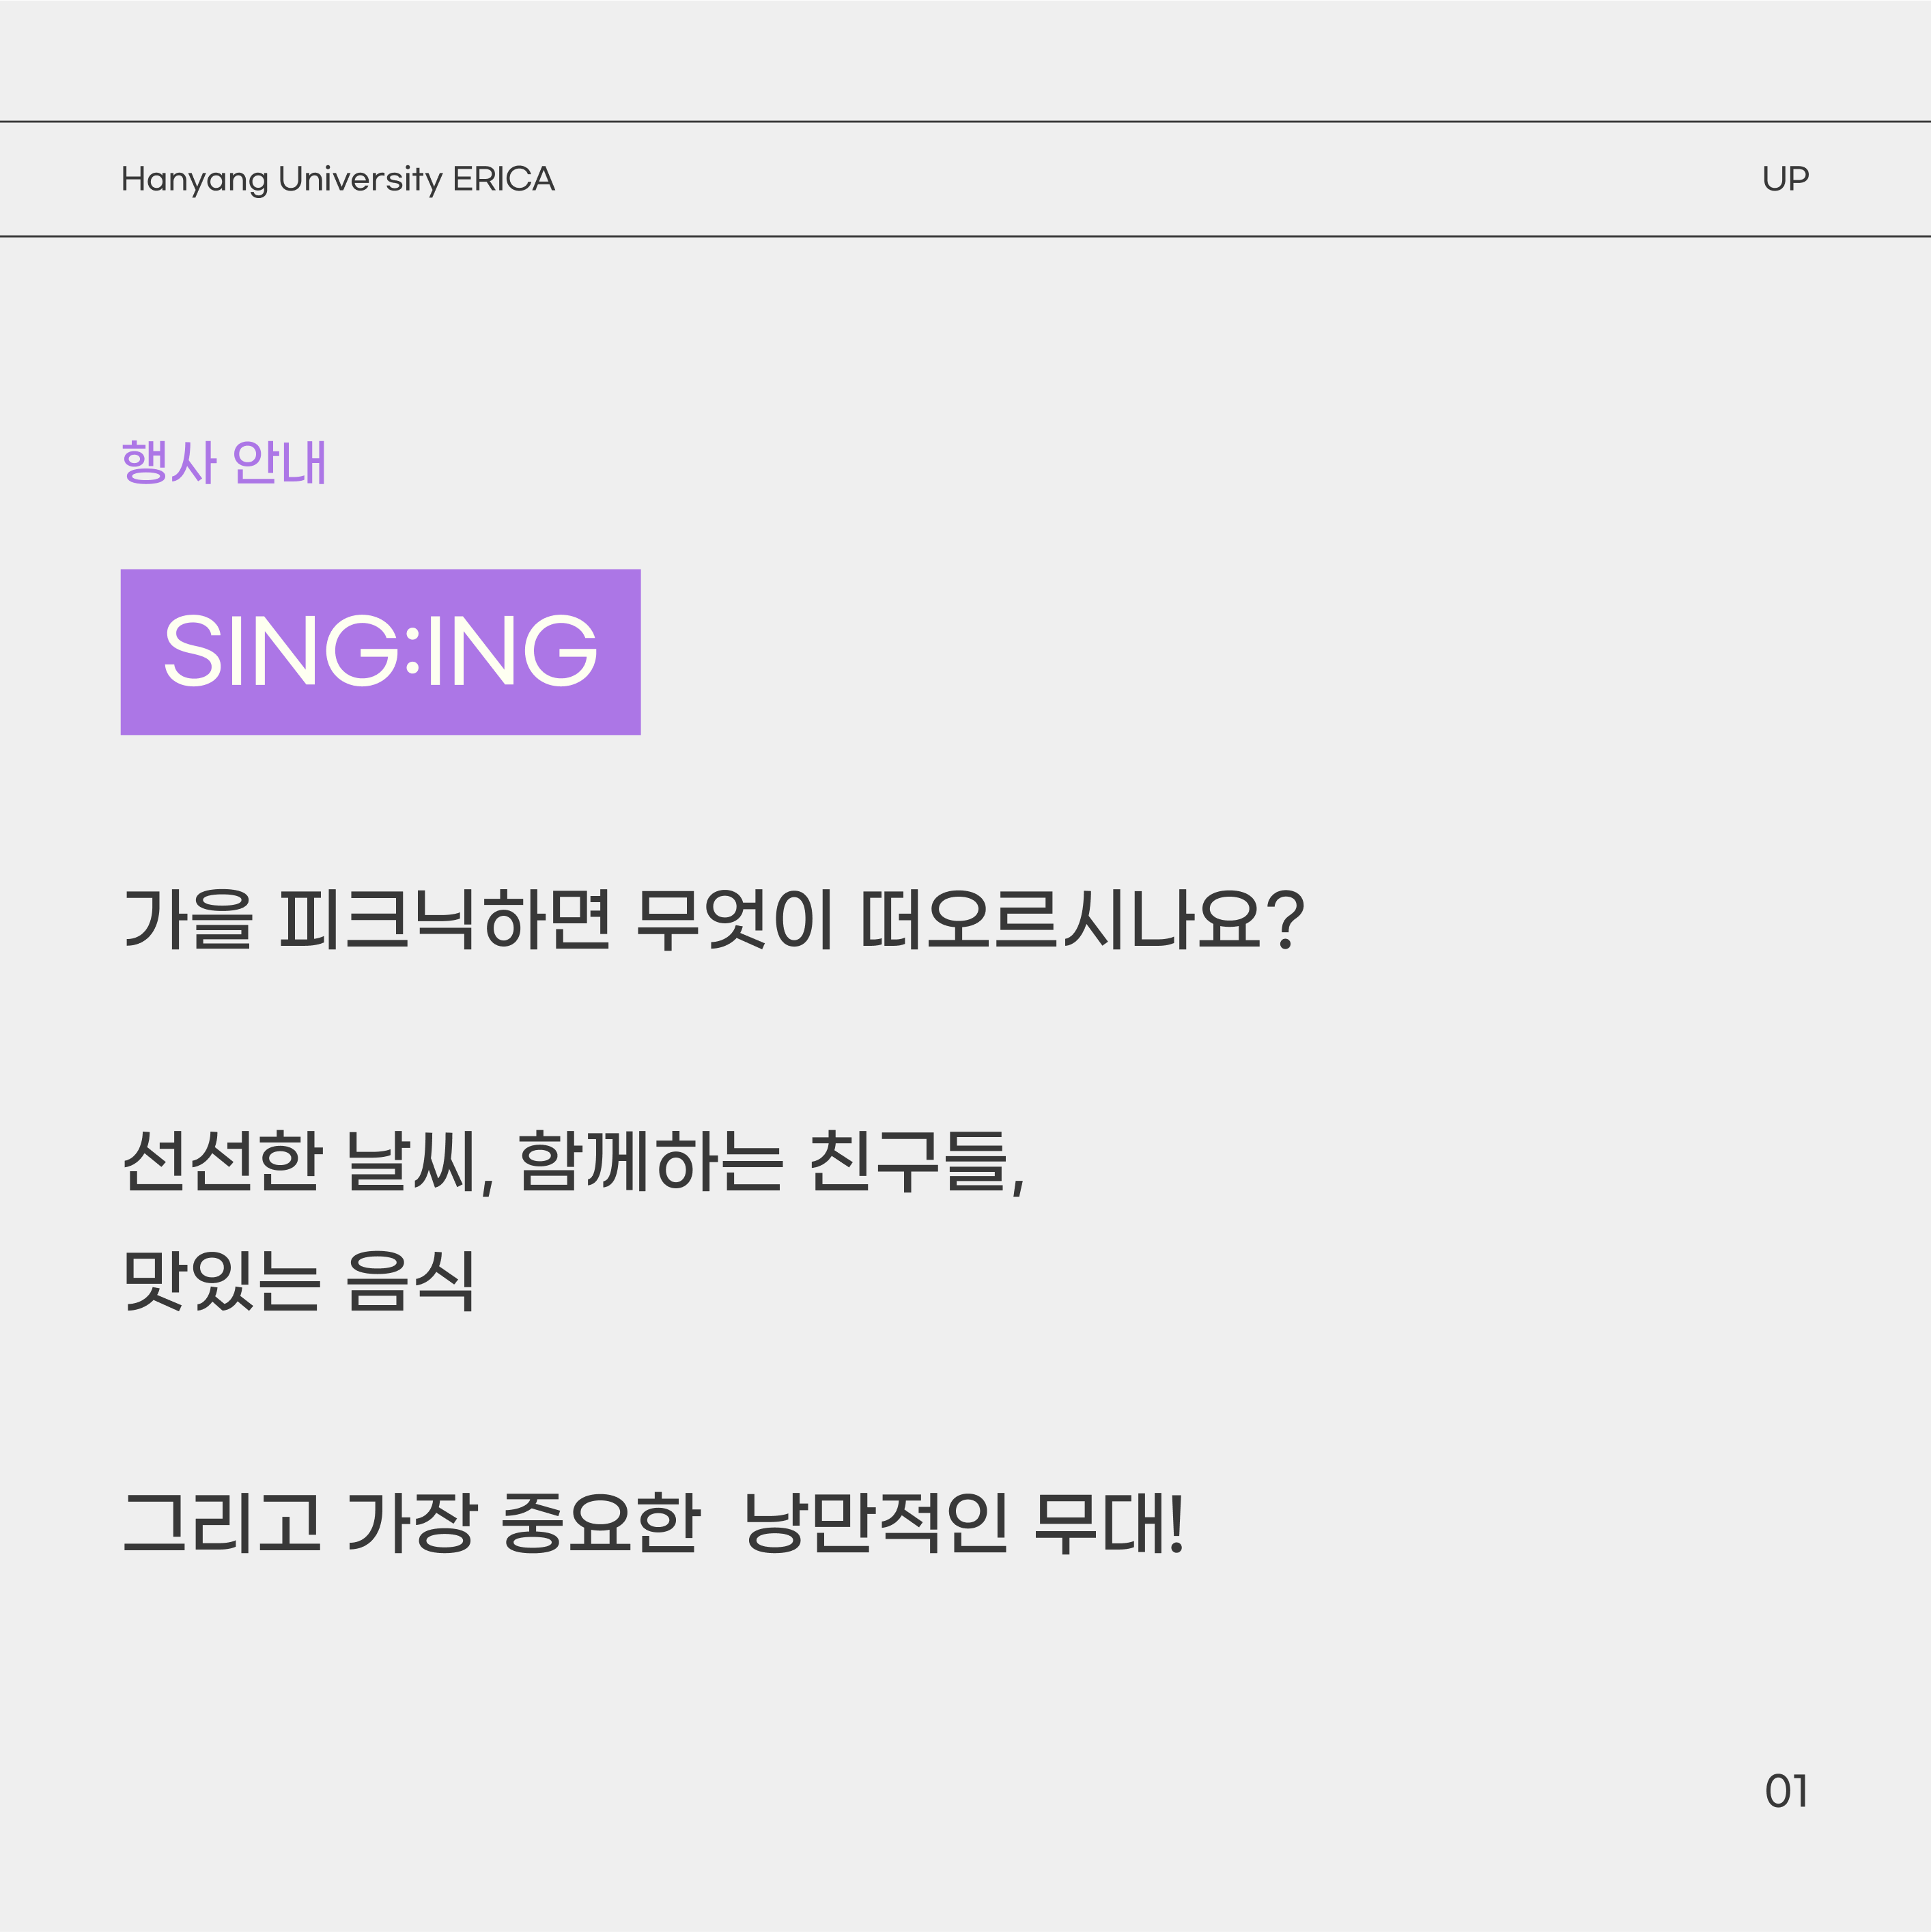 Hanyang University ERICA
UP
행사 안내
SING:ING
가을 피크닉하면 무엇이 떠오르시나요?
선선한 날씨, 함께하는 친구들,
맛있는 음식
그리고 가장 중요한 낭만적인 무대!
01